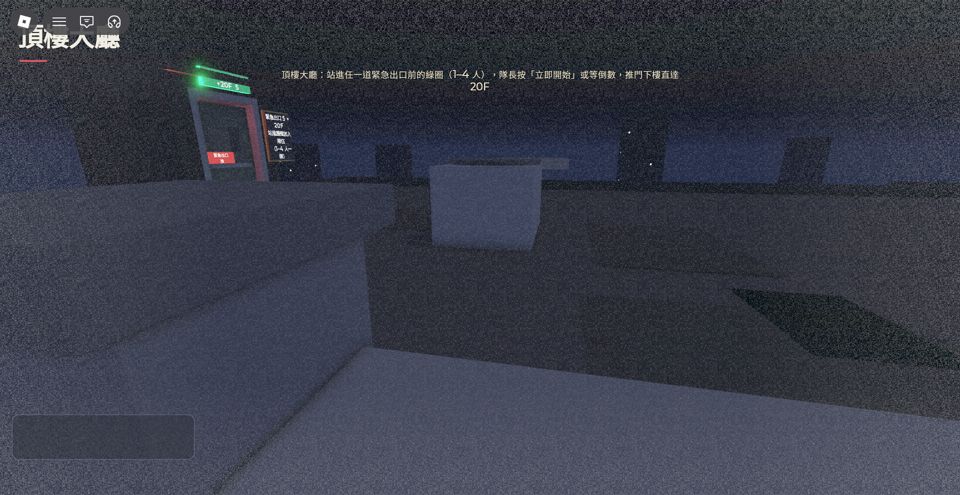 頂樓大廳
頂樓大廳：站進任一道緊急出口前的綠圈（1–4 人），隊長按「立即開始」或等倒數，推門下樓直達
20F
緊急出口
20F